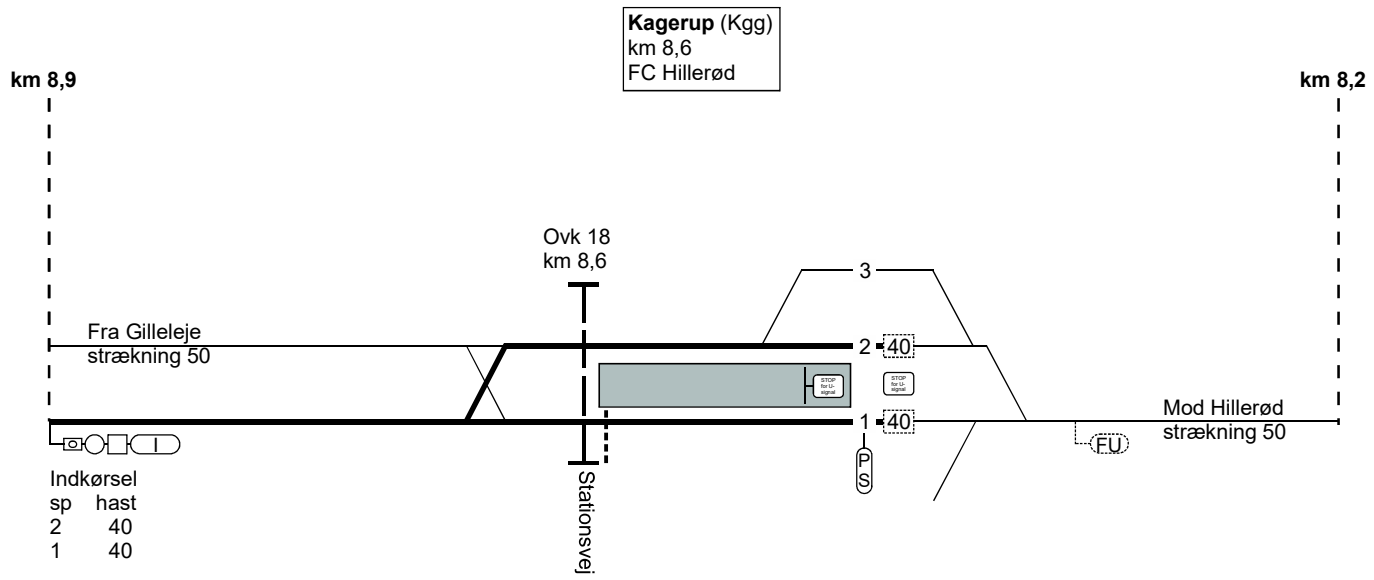 Kagerup (Kgg)
km 8,6
FC Hillerød
km 8,9
km 8,2
Ovk 18
km 8,6
3
Fra Gilleleje
strækning 50
2
40
STOP
for U-
signal
STOP
for U-
signal
1
40
Mod Hillerød
strækning 50
FU
I
P
S
Indkørsel
sp hast
2 40
1 40
Stationsvej